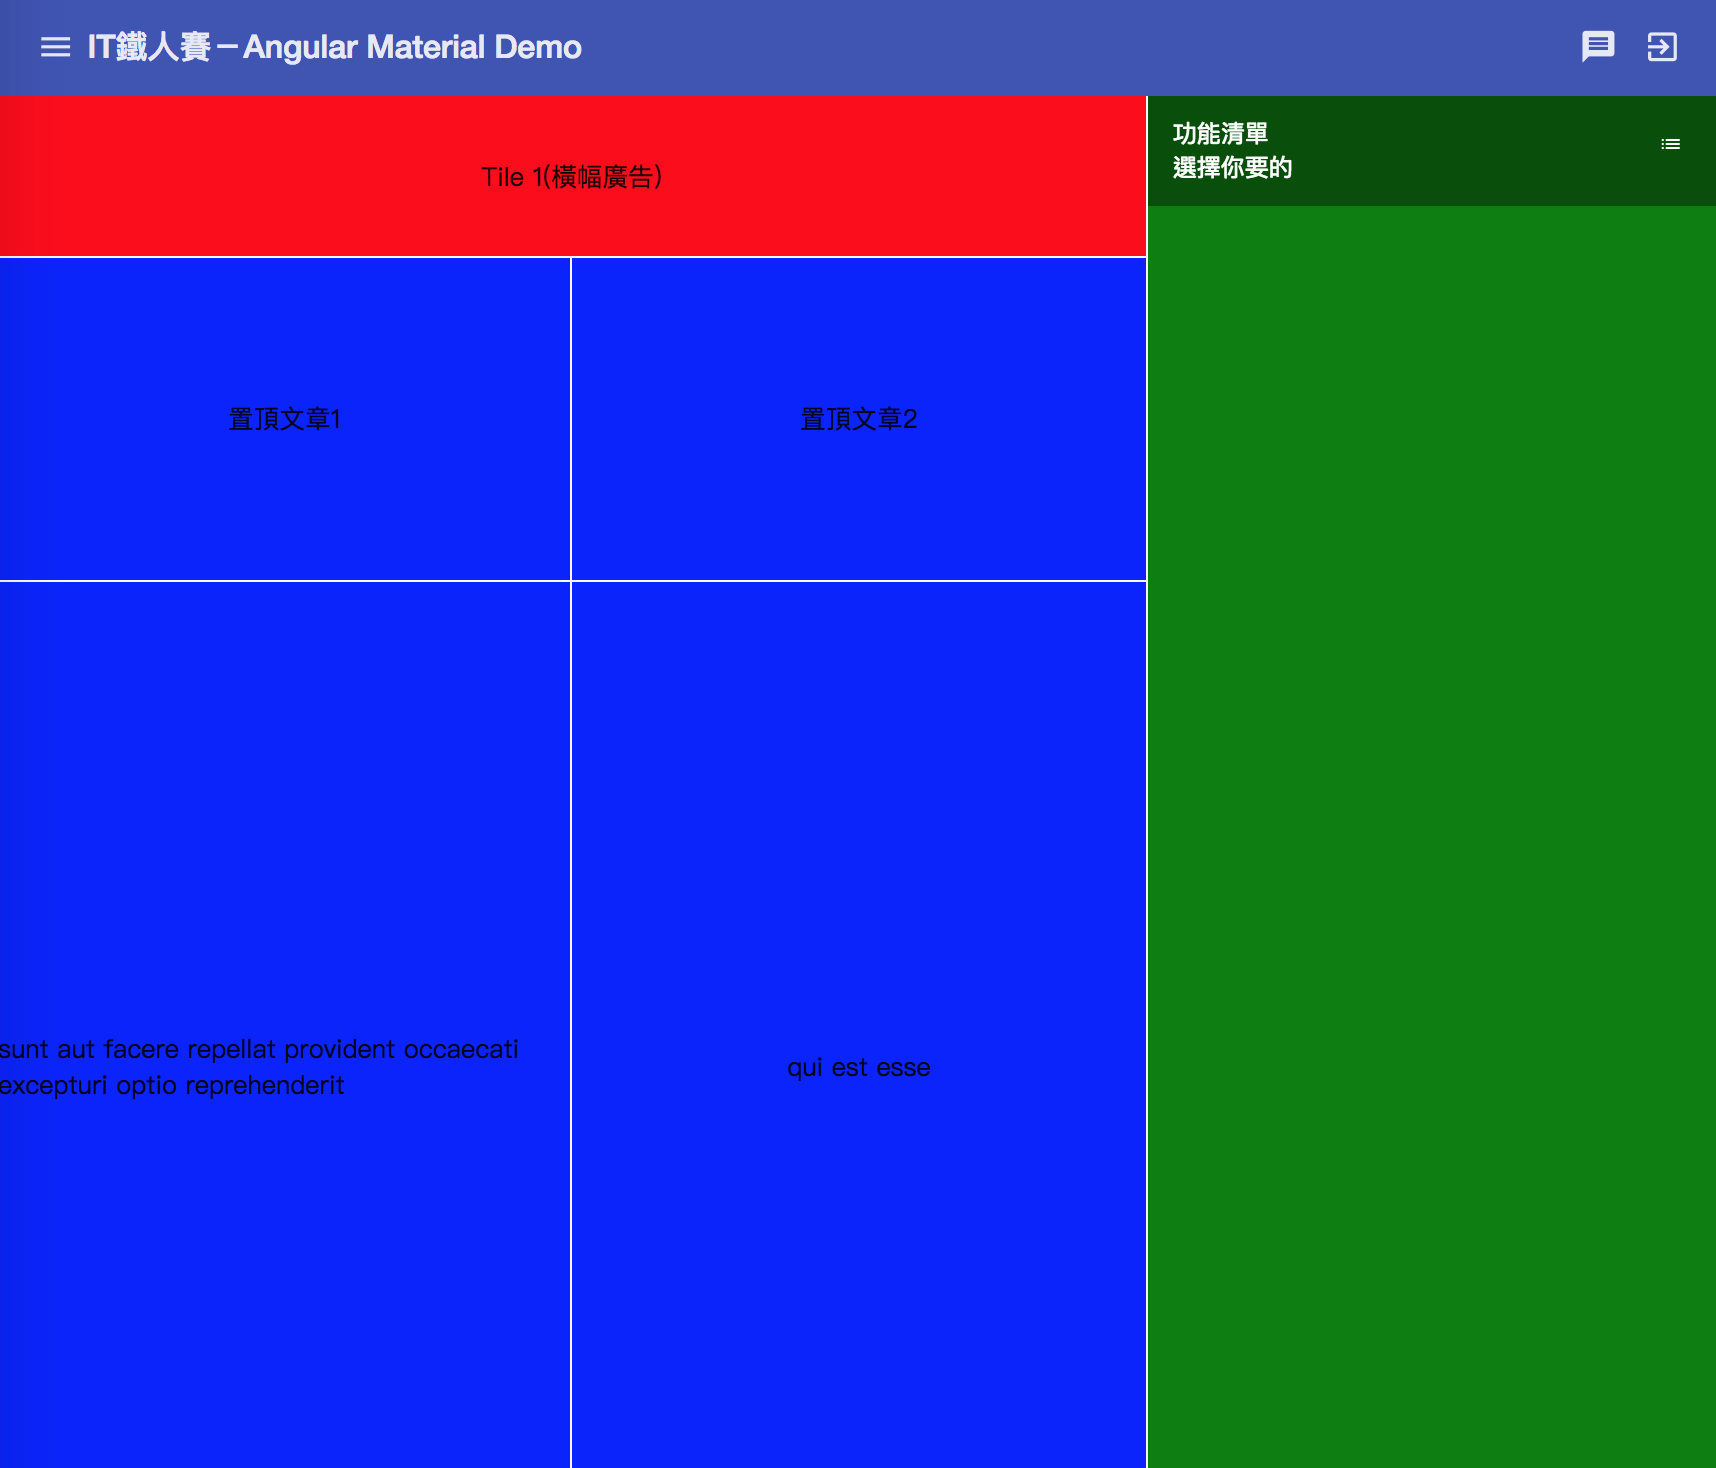 IT鐵人賽－Angular Material Demo
Tile 1(橫幅廣告)
功能清單
選擇你要的
置頂文章1
置頂文章2
sunt aut facere repellat provident occaecati
excepturi optio reprehenderit
qui est esse